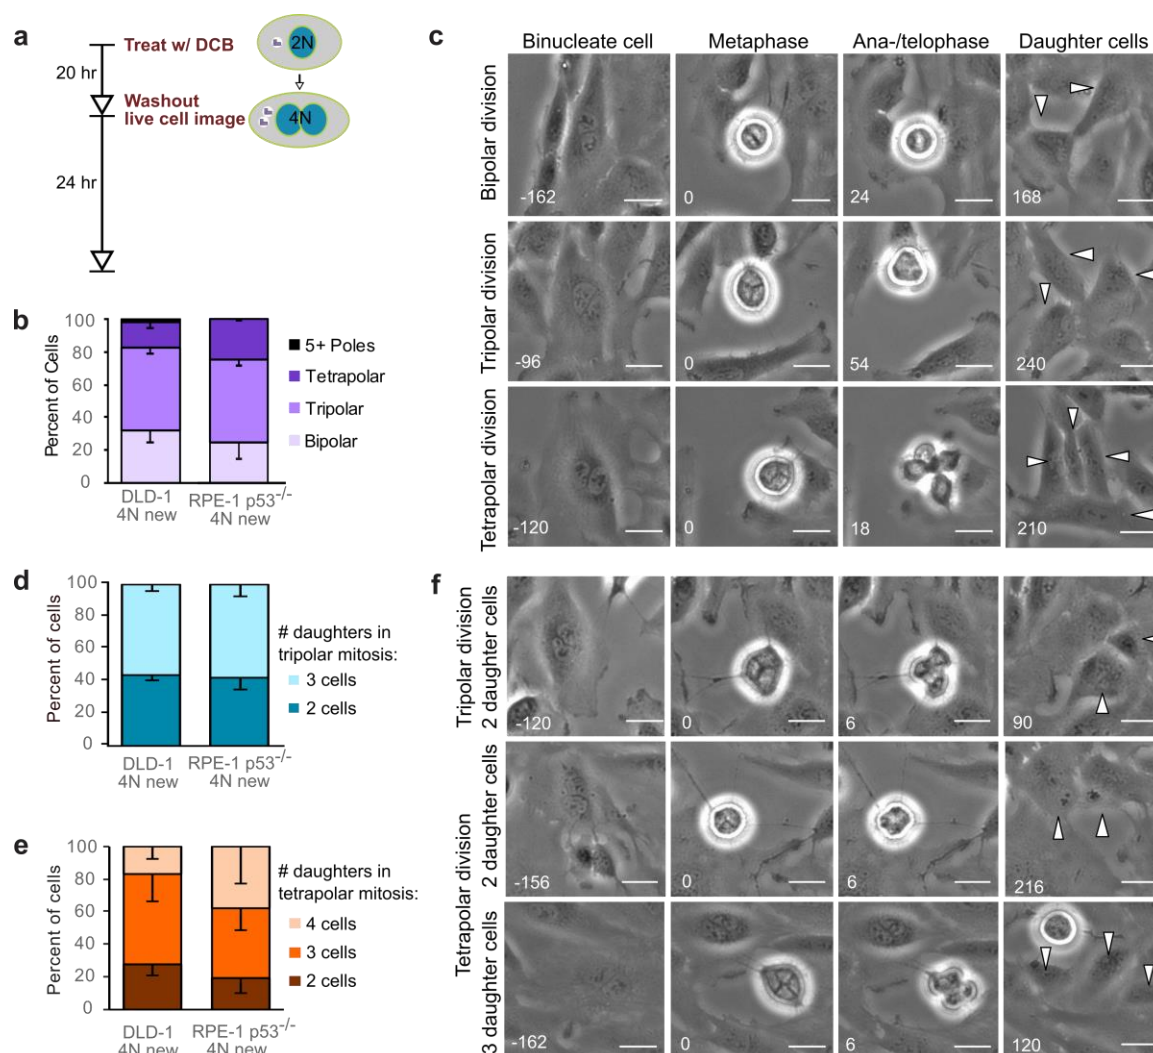 a
Treat w/ DCB
2N
20 hr
Washout
live cell image
4N
24 hr
b
100
80
60
40
20
0
Percent of Cells
5+ Poles
Tetrapolar
Tripolar
Bipolar
DLD-1
4N new
RPE-1 p53-/-
4N new
c
Binucleate cell
Metaphase
Ana-/telophase
Daughter cells
Bipolar division
-162
0
24
168
Tripolar division
-96
0
54
240
Tetrapolar division
-120
0
18
210
d
100
80
60
40
20
0
Percent of cells
# daughters in
tripolar mitosis:
3 cells
2 cells
DLD-1
4N new
RPE-1 p53-/-
4N new
e
100
80
60
40
20
0
Percent of cells
# daughters in
tetrapolar mitosis:
4 cells
3 cells
2 cells
DLD-1
4N new
RPE-1 p53-/-
4N new
f
Tripolar division
2 daughter cells
-120
0
6
90
Tetrapolar division
2 daughter cells
-156
0
6
216
3 daughter cells
-162
0
6
120